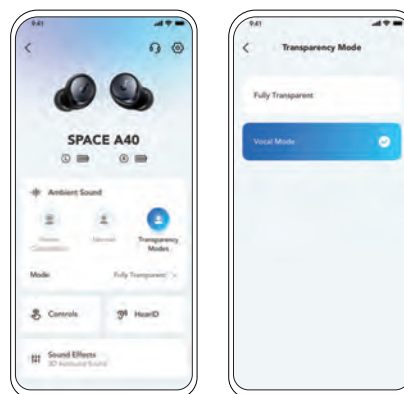 9:41
SPACE A40
Ambient Sound
Noise
Cancellation
Normal
Transparency
Modes
Mode
Fully Transparent
Controls
HearID
Sound Effects
3D Surround Sound
9:41
Transparency Mode
Fully Transparent
Vocal Mode